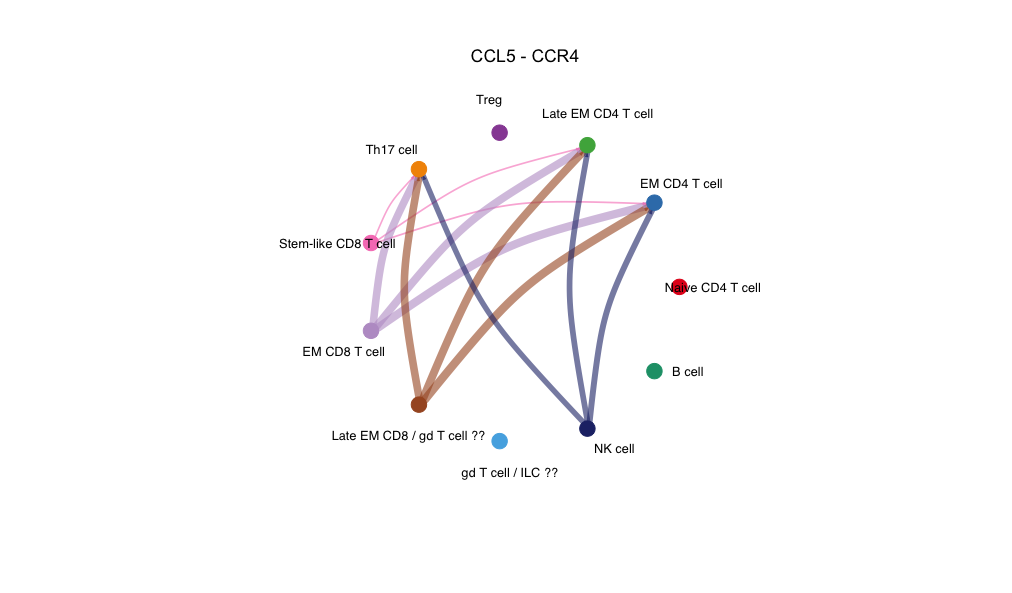 CCL5 - CCR4
Treg
Late EM CD4 T cell
Th17 cell
EM CD4 T cell
Stem-like CD8 T cell
Naive CD4 T cell
EM CD8 T cell
B cell
Late EM CD8 / gd T cell ??
NK cell
gd T cell / ILC ??